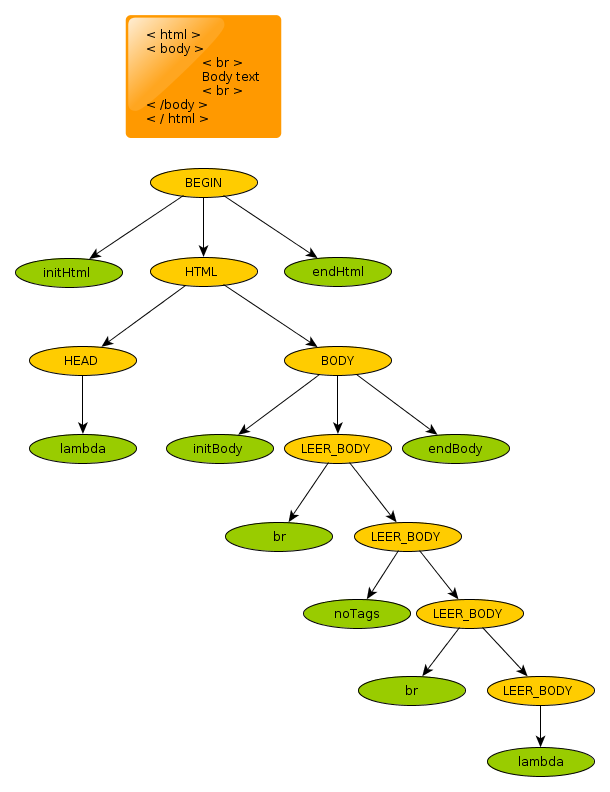 < html >
< body >
< br >
Body text
< br >
< /body >
< / html >
BEGIN
initHtml HTML endHtml
HEAD BODY
lambda initBody LEER_BODY endBody
br LEER_BODY
noTags LEER_BODY
br LEER_BODY
lambda